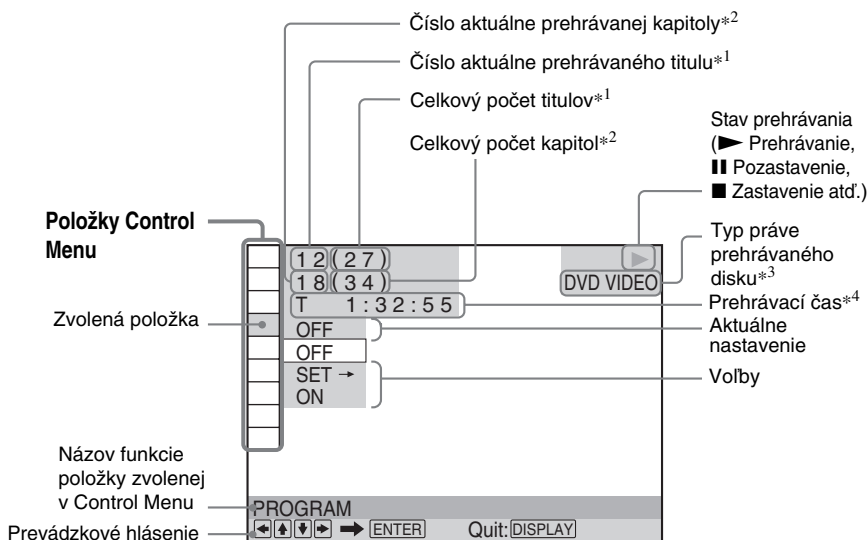 Číslo aktuálne prehrávanej kapitoly*2
Číslo aktuálne prehrávaného titulu*1
Celkový počet titulov*1
Celkový počet kapitol*2
Stav prehrávania
(► Prehrávanie,
II Pozastavenie,
■ Zastavenie atď.)
Položky Control
Menu
Typ práve
prehrávaného
disku*3
12(27)
18(34)
DVD VIDEO
T 1:32:55
Prehrávací čas*4
Zvolená položka
OFF
Aktuálne
nastavenie
OFF
SET →
ON
Voľby
Názov funkcie
položky zvolenej
v Control Menu
PROGRAM
Prevádzkové hlásenie
←↑↓→ ➡ ENTER Quit: DISPLAY